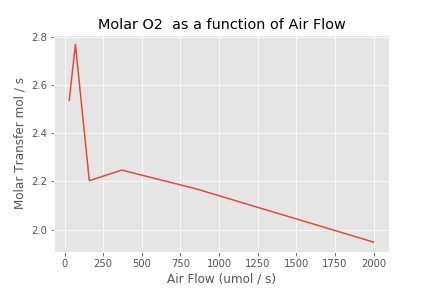 Molar O2  as a function of Air Flow
Molar Transfer mol / s
2.8
2.6
2.4
2.2
2.0
0 250 500 750 1000 1250 1500 1750 2000
Air Flow (umol / s)